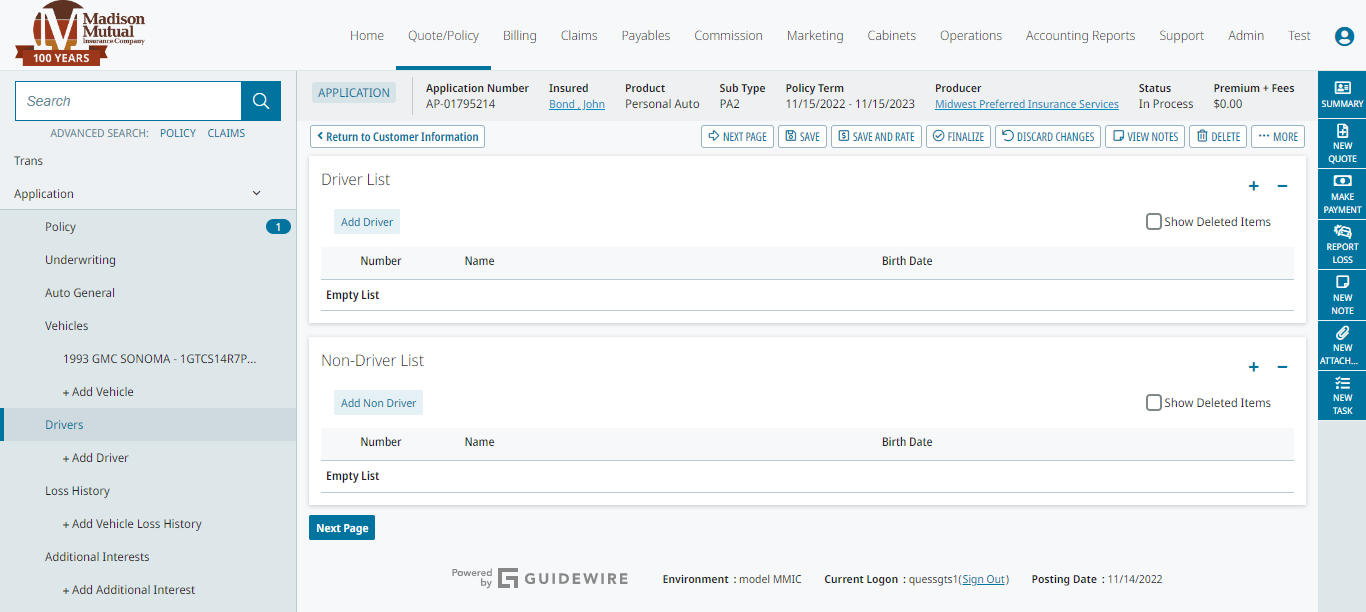 Madison
Mutual
Insurance Company
100 YEARS
Home Quote/Policy Billing Claims Payables Commission Marketing Cabinets Operations Accounting Reports Support Admin Test
Search
ADVANCED SEARCH: POLICY CLAIMS
Trans
Application
Policy 1
Underwriting
Auto General
Vehicles
1993 GMC SONOMA - 1GTCS14R7P...
+ Add Vehicle
Drivers
+ Add Driver
Loss History
+ Add Vehicle Loss History
Additional Interests
+ Add Additional Interest
APPLICATION
Application Number Insured Product Sub Type Policy Term Producer Status Premium + Fees
AP-01795214 Bond , John Personal Auto PA2 11/15/2022 - 11/15/2023 Midwest Preferred Insurance Services In Process $0.00
Return to Customer Information NEXT PAGE SAVE SAVE AND RATE FINALIZE DISCARD CHANGES VIEW NOTES DELETE ··· MORE
Driver List
+ −
Add Driver Show Deleted Items
Number Name Birth Date
Empty List
Non-Driver List
+ −
Add Non Driver Show Deleted Items
Number Name Birth Date
Empty List
Next Page
Powered
by GUIDEWIRE
Environment : model MMIC Current Logon : quessgts1(Sign Out) Posting Date : 11/14/2022
SUMMARY
NEW
QUOTE
MAKE
PAYMENT
REPORT
LOSS
NEW
NOTE
NEW
ATTACH...
NEW
TASK